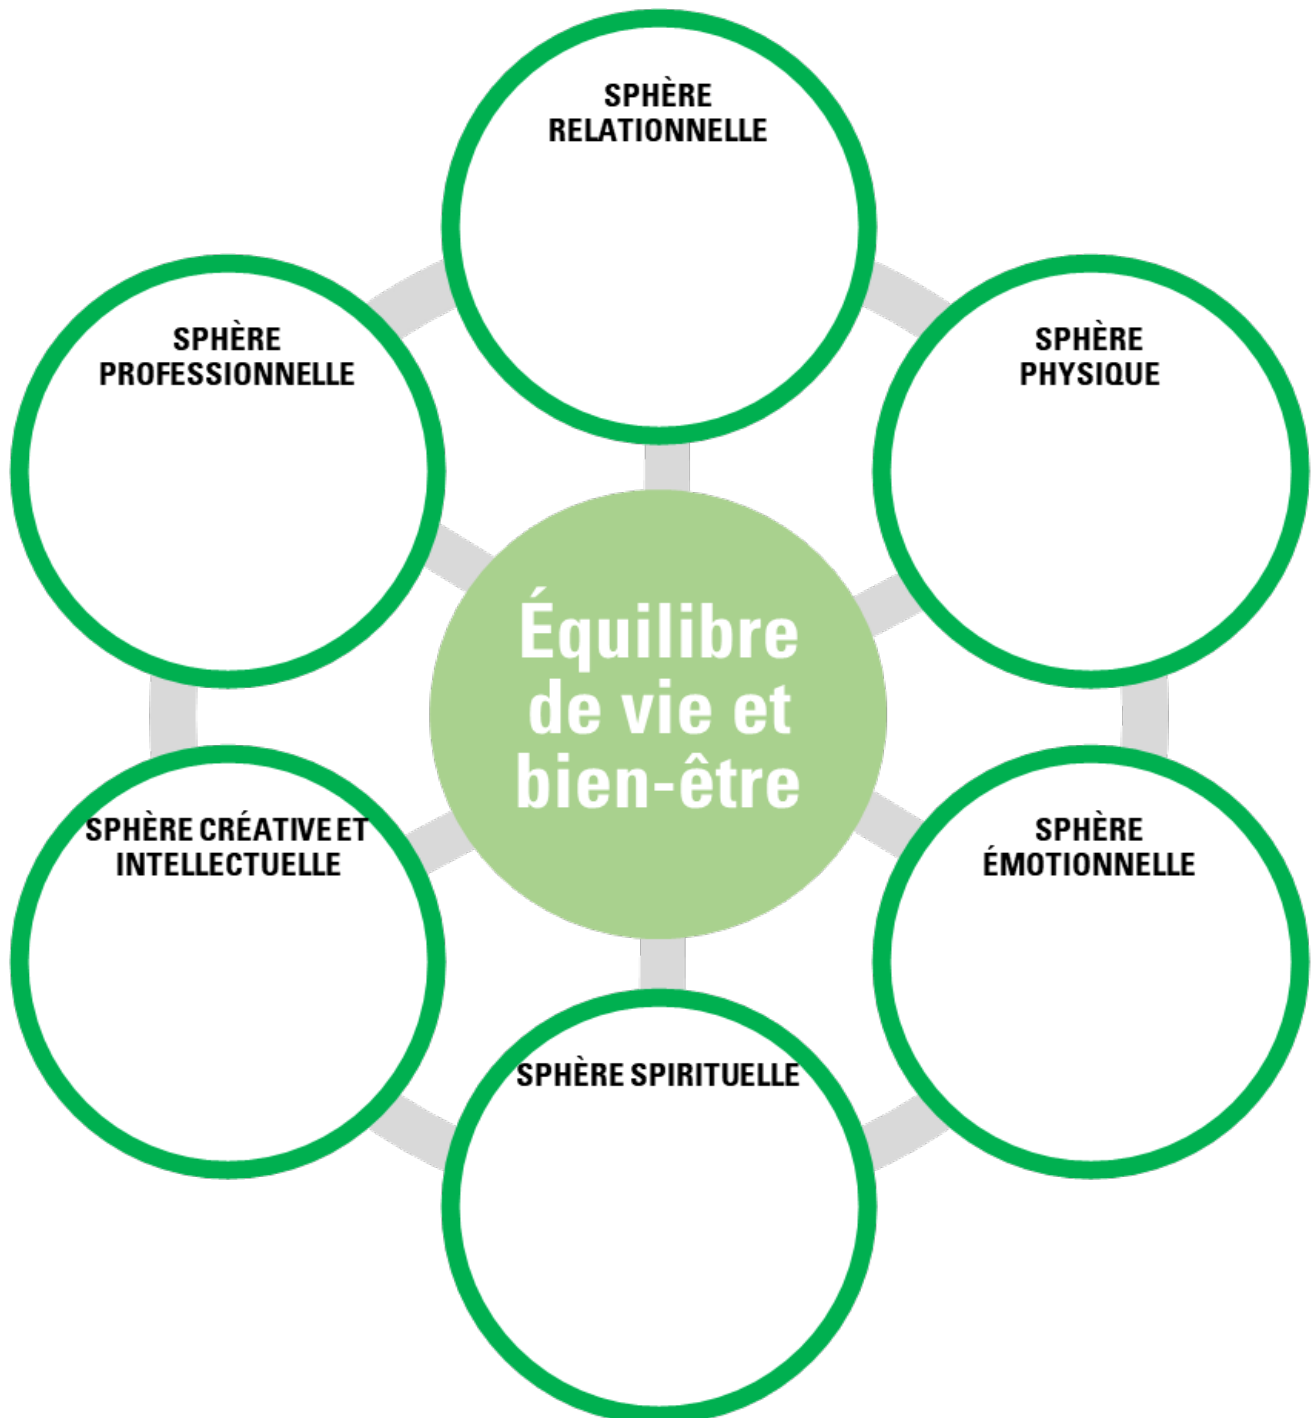 SPHÈRE
RELATIONNELLE
SPHÈRE
PROFESSIONNELLE
SPHÈRE
PHYSIQUE
Équilibre
de vie et
bien-être
SPHÈRE CRÉATIVE ET
INTELLECTUELLE
SPHÈRE
ÉMOTIONNELLE
SPHÈRE SPIRITUELLE